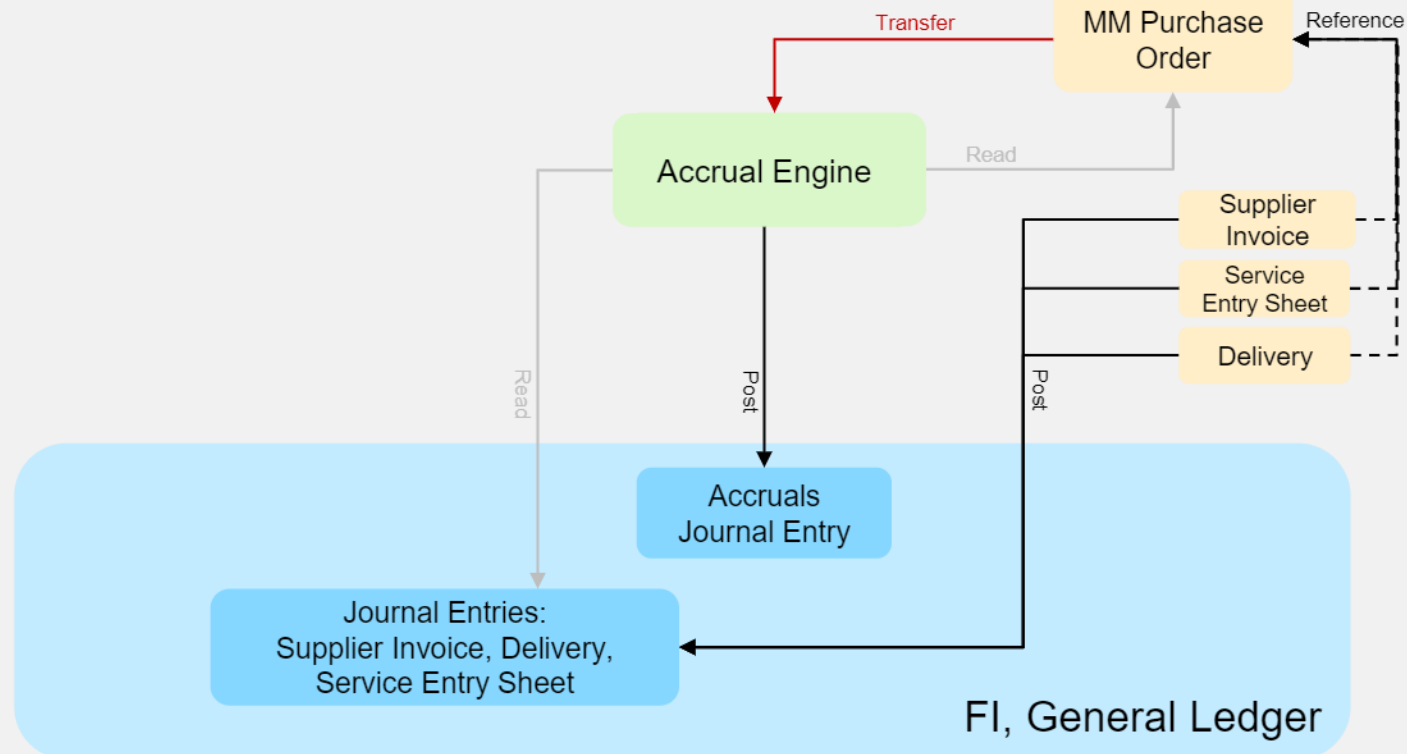 Transfer
MM Purchase
Order
Reference
Accrual Engine
Read
Supplier
Invoice
Service
Entry Sheet
Delivery
Read
Post
Post
Accruals
Journal Entry
Journal Entries:
Supplier Invoice, Delivery,
Service Entry Sheet
FI, General Ledger